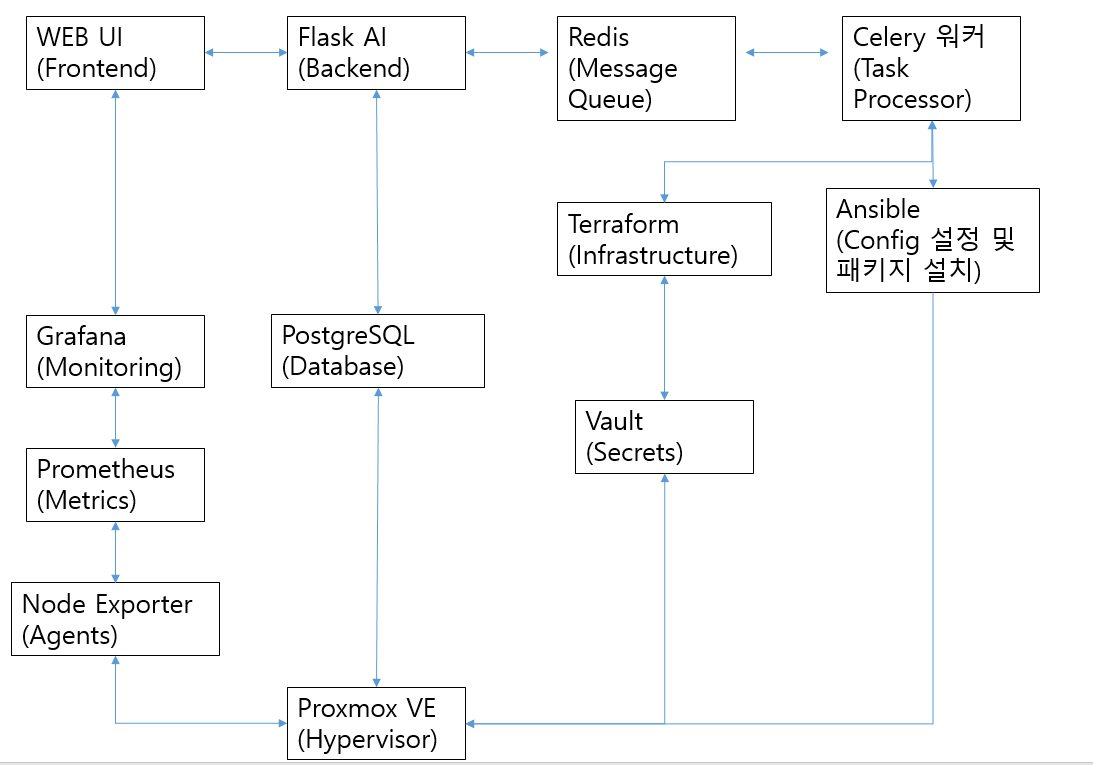 WEB UI
(Frontend)
Flask AI
(Backend)
Redis
(Message
Queue)
Celery 워커
(Task
Processor)
Terraform
(Infrastructure)
Ansible
(Config 설정 및
패키지 설치)
Grafana
(Monitoring)
PostgreSQL
(Database)
Vault
(Secrets)
Prometheus
(Metrics)
Node Exporter
(Agents)
Proxmox VE
(Hypervisor)